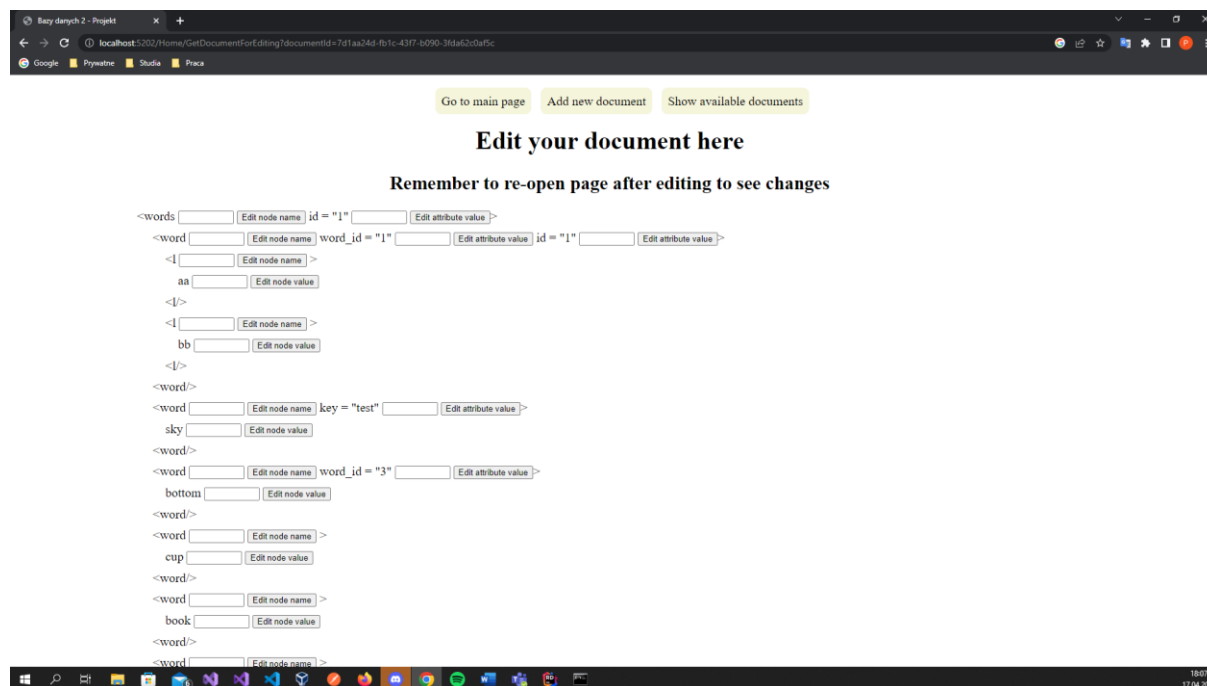 Bazy danych 2 - Projekt
localhost:5202/Home/GetDocumentForEditing?documentId=7d1aa24d-fb1c-43f7-b090-3fda62c0af5c
Google Prywatne Studia Praca
Go to main page Add new document Show available documents
Edit your document here
Remember to re-open page after editing to see changes
<words Edit node name id = "1" Edit attribute value >
<word Edit node name word_id = "1" Edit attribute value id = "1" Edit attribute value >
<l Edit node name >
aa Edit node value
<l/>
<l Edit node name >
bb Edit node value
<l/>
<word/>
<word Edit node name key = "test" Edit attribute value >
sky Edit node value
<word/>
<word Edit node name word_id = "3" Edit attribute value >
bottom Edit node value
<word/>
<word Edit node name >
cup Edit node value
<word/>
<word Edit node name >
book Edit node value
<word/>
<word Edit node name >
18:07
17.04.20